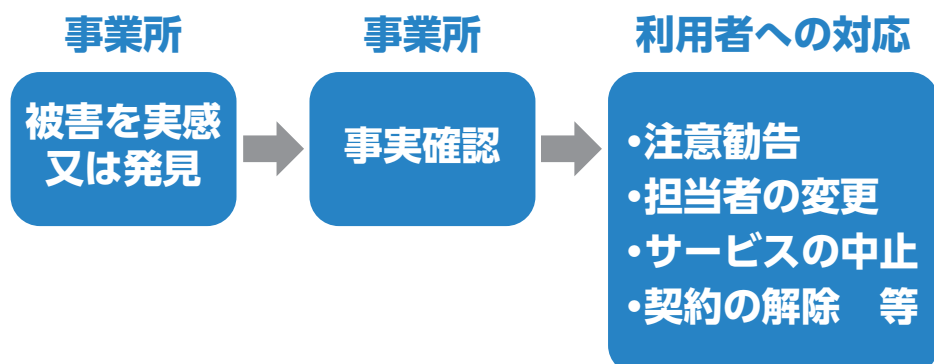 事業所
被害を実感
又は発見
事業所
事実確認
利用者への対応
・注意勧告
・担当者の変更
・サービスの中止
・契約の解除　等